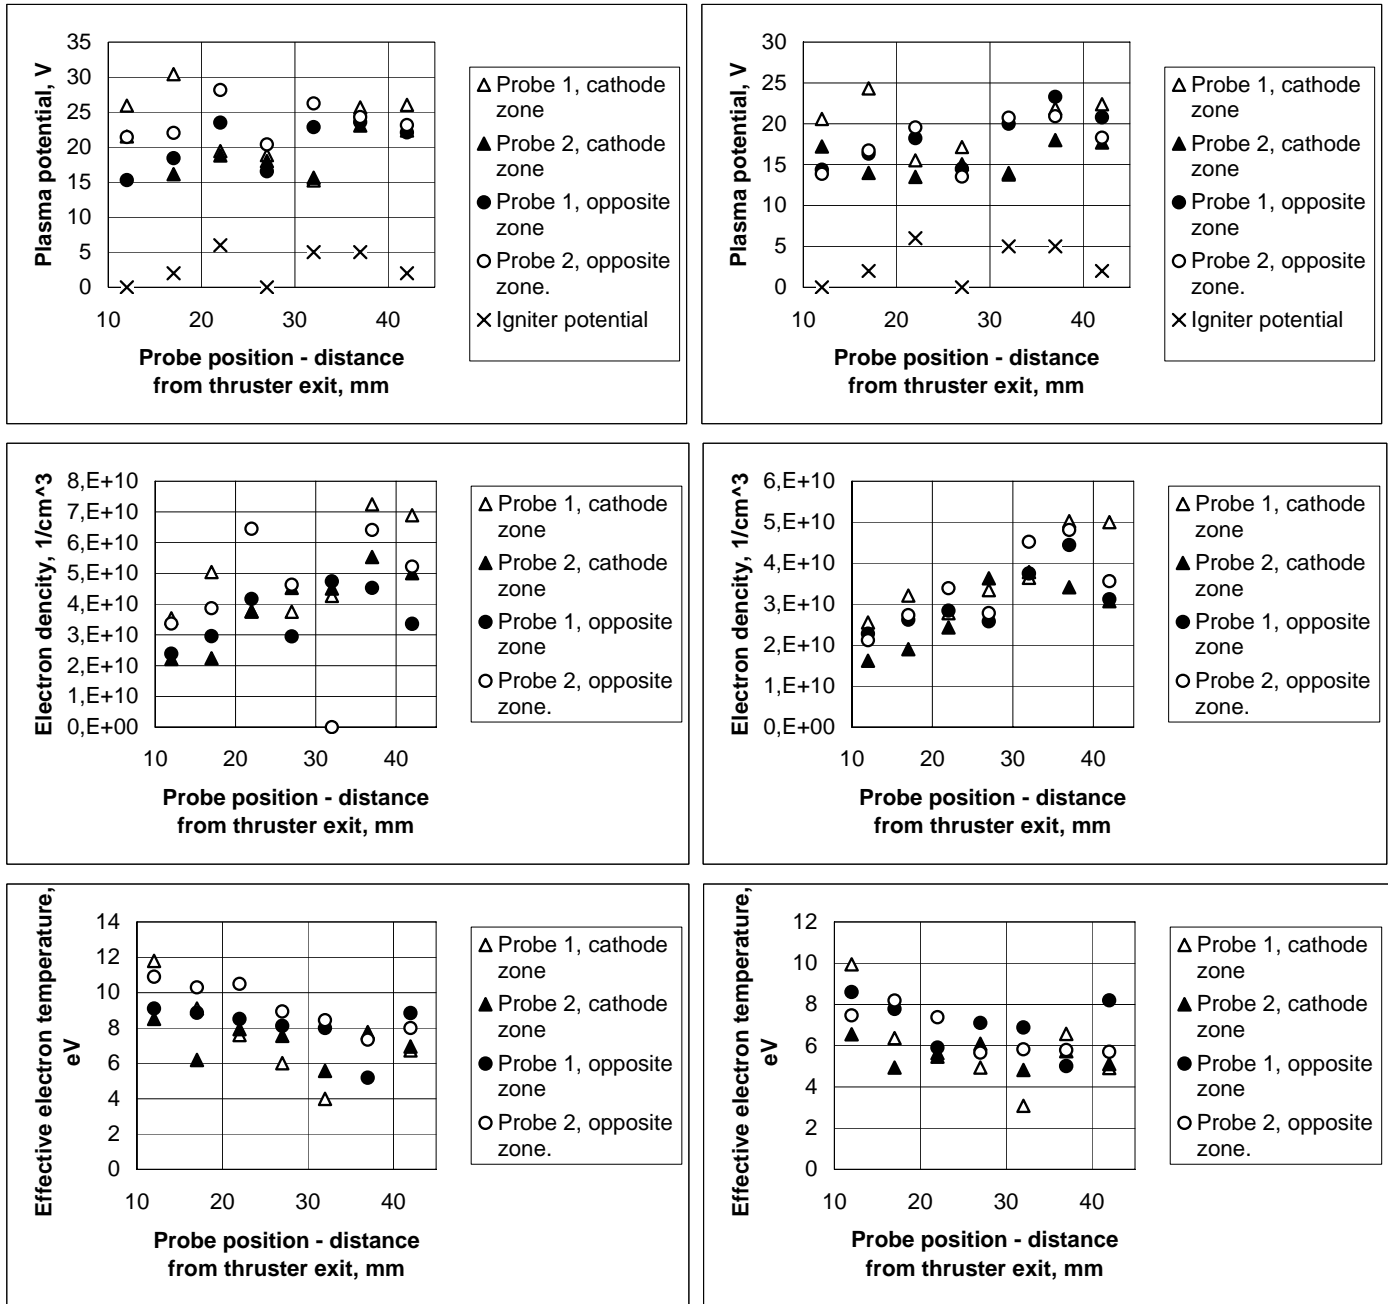 35
30
25
20
15
10
5
0
10 20 30 40
Plasma potential, V
Probe position - distance
from thruster exit, mm
Probe 1, cathode
zone
Probe 2, cathode
zone
Probe 1, opposite
zone
Probe 2, opposite
zone.
Igniter potential
30
25
20
15
10
5
0
10 20 30 40
Plasma potential, V
Probe position - distance
from thruster exit, mm
Probe 1, cathode
zone
Probe 2, cathode
zone
Probe 1, opposite
zone
Probe 2, opposite
zone.
Igniter potential
8,E+10
7,E+10
6,E+10
5,E+10
4,E+10
3,E+10
2,E+10
1,E+10
0,E+00
10 20 30 40
Electron dencity, 1/cm^3
Probe position - distance
from thruster exit, mm
Probe 1, cathode
zone
Probe 2, cathode
zone
Probe 1, opposite
zone
Probe 2, opposite
zone.
6,E+10
5,E+10
4,E+10
3,E+10
2,E+10
1,E+10
0,E+00
10 20 30 40
Electron dencity, 1/cm^3
Probe position - distance
from thruster exit, mm
Probe 1, cathode
zone
Probe 2, cathode
zone
Probe 1, opposite
zone
Probe 2, opposite
zone.
14
12
10
8
6
4
2
0
10 20 30 40
Effective electron temperature,
eV
Probe position - distance
from thruster exit, mm
Probe 1, cathode
zone
Probe 2, cathode
zone
Probe 1, opposite
zone
Probe 2, opposite
zone.
12
10
8
6
4
2
0
10 20 30 40
Effective electron temperature,
eV
Probe position - distance
from thruster exit, mm
Probe 1, cathode
zone
Probe 2, cathode
zone
Probe 1, opposite
zone
Probe 2, opposite
zone.